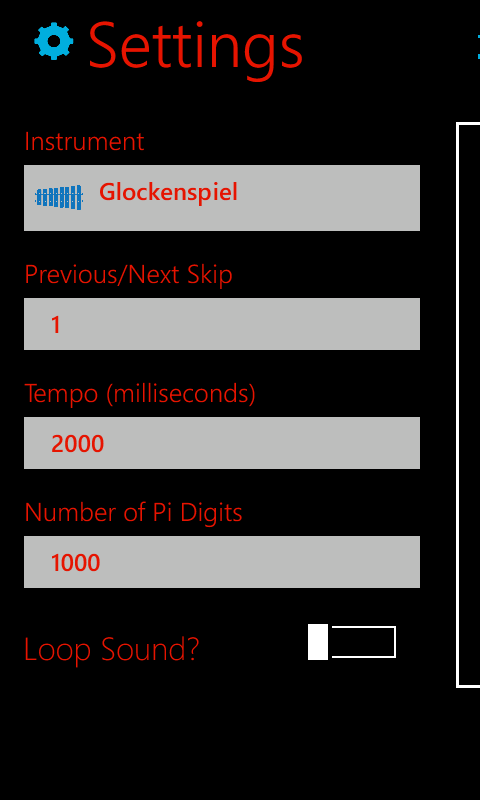 Settings
Instrument
Glockenspiel
Previous/Next Skip
1
Tempo (milliseconds)
2000
Number of Pi Digits
1000
Loop Sound?